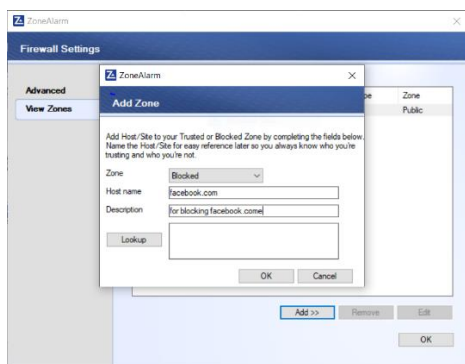 ZoneAlarm
Firewall Settings
Advanced
View Zones
ZoneAlarm
Add Zone
Zone
Public
Add Host/Site to your Trusted or Blocked Zone by completing the fields below.
Name the Host/Site for easy reference later so you always know who you're
trusting and who you're not.
Zone Blocked
Host name facebook.com
Description for blocking facebook.come
Lookup
OK Cancel
Add >> Remove Edit
OK